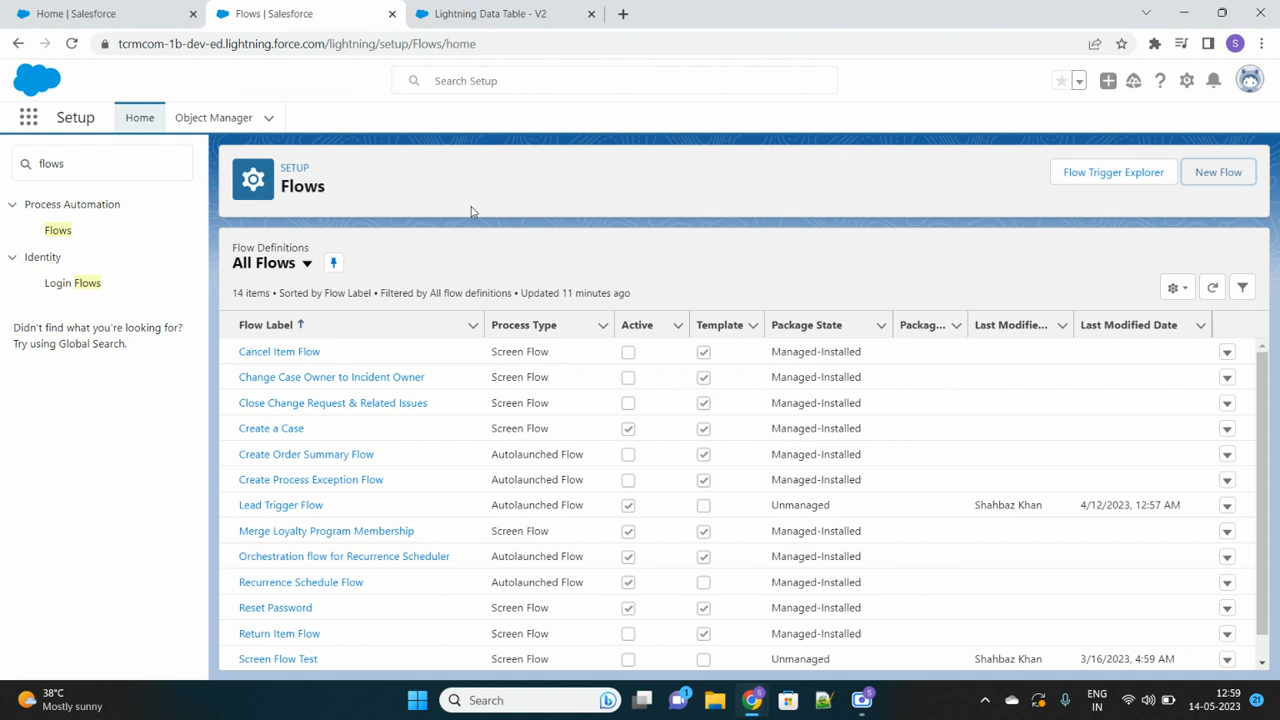 Home | Salesforce
Flows | Salesforce
Lightning Data Table - V2
tcrmcom-1b-dev-ed.lightning.force.com/lightning/setup/Flows/home
S
Search Setup
Setup
Home
Object Manager
flows
Process Automation
Flows
Identity
Login Flows
Didn't find what you're looking for?
Try using Global Search.
SETUP
Flows
Flow Trigger Explorer
New Flow
Flow Definitions
All Flows
14 items • Sorted by Flow Label • Filtered by All flow definitions • Updated 11 minutes ago
Flow Label Process Type Active Template Package State Packag... Last Modifie... Last Modified Date
Cancel Item Flow Screen Flow Managed-Installed
Change Case Owner to Incident Owner Screen Flow Managed-Installed
Close Change Request & Related Issues Screen Flow Managed-Installed
Create a Case Screen Flow Managed-Installed
Create Order Summary Flow Autolaunched Flow Managed-Installed
Create Process Exception Flow Autolaunched Flow Managed-Installed
Lead Trigger Flow Autolaunched Flow Unmanaged Shahbaz Khan 4/12/2023, 12:57 AM
Merge Loyalty Program Membership Screen Flow Managed-Installed
Orchestration flow for Recurrence Scheduler Autolaunched Flow Managed-Installed
Recurrence Schedule Flow Autolaunched Flow Managed-Installed
Reset Password Screen Flow Managed-Installed
Return Item Flow Screen Flow Managed-Installed
Screen Flow Test Screen Flow Unmanaged Shahbaz Khan 3/16/2023, 4:59 AM
38°C
Mostly sunny
Search
ENG
IN
12:59
14-05-2023
21